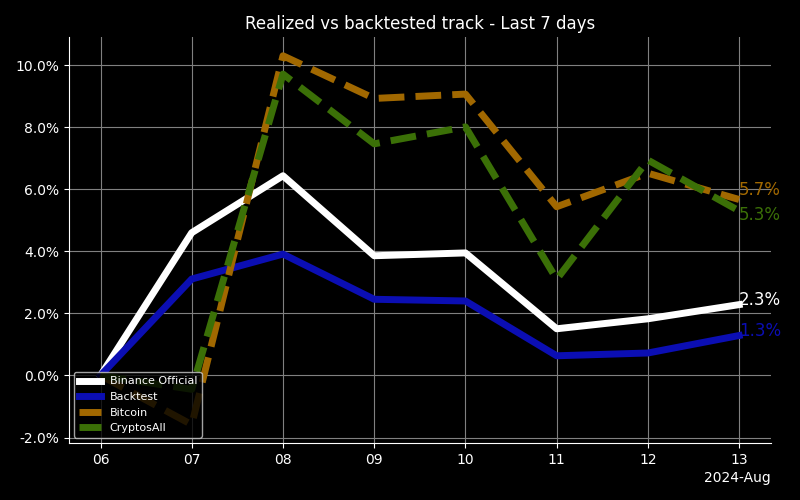 Realized vs backtested track - Last 7 days
10.0%
8.0%
6.0%
4.0%
2.0%
0.0%
-2.0%
5.7%
5.3%
2.3%
1.3%
Binance Official
Backtest
Bitcoin
CryptosAll
06 07 08 09 10 11 12 13
2024-Aug